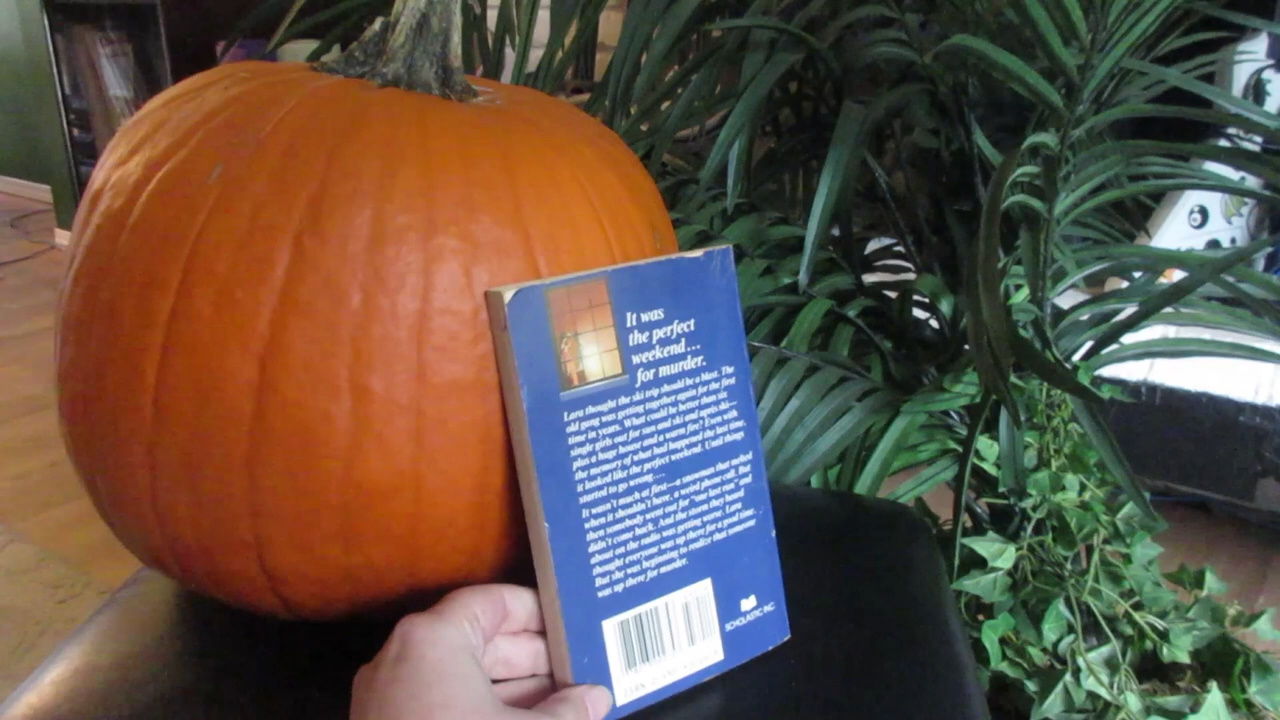 It was
the perfect
weekend...
for murder.
Lara thought the ski trip should be a blast. The
old gang was getting together again for the first
time in years. What could be better than six
single girls out for sun and ski and après ski—
plus a huge house and a warm fire? Even with
the memory of what had happened the last time,
it looked like the perfect weekend. Until things
started to go wrong....
It wasn't much at first—a snowman that melted
when it shouldn't have, a weird phone call. But
then somebody went out for "one last run" and
didn't come back. And the storm they heard
about on the radio was getting worse. Lara
thought everyone was up there for a good time.
But she was beginning to realize that someone
was up there for murder.
SCHOLASTIC INC.
ISBN